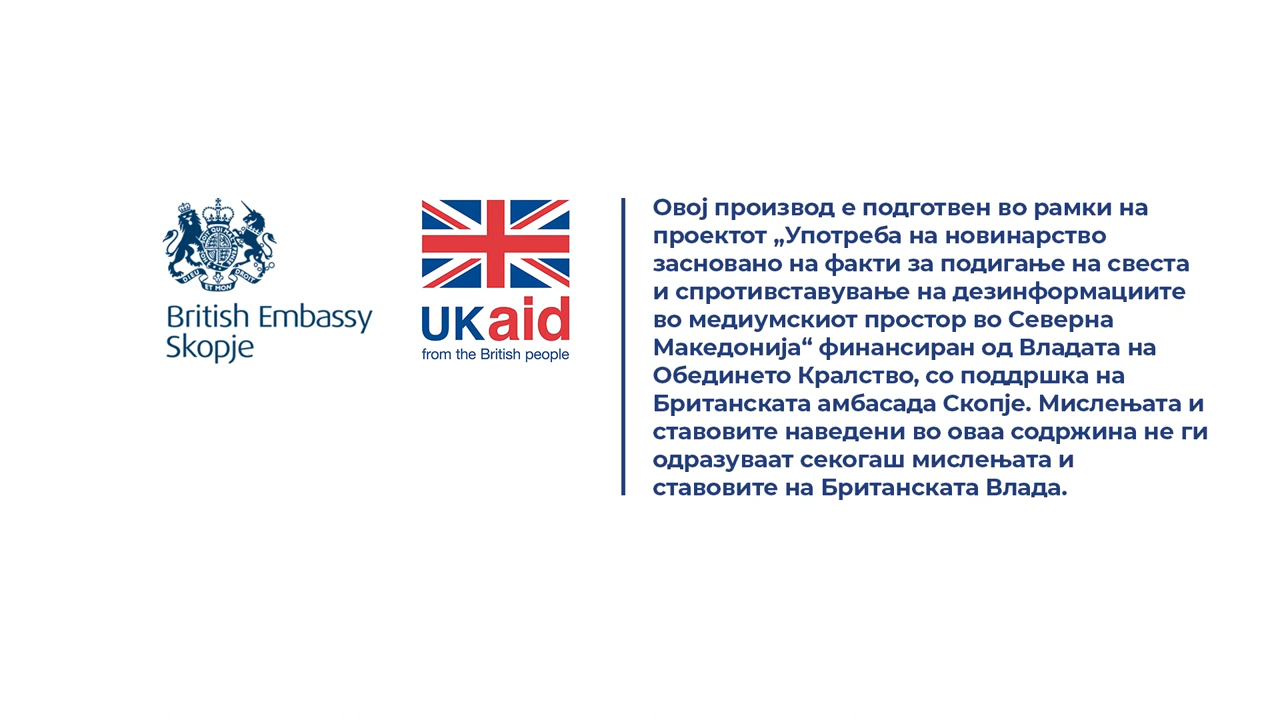 British Embassy
Skopje
UKaid
from the British people
Овој производ е подготвен во рамки на
проектот „Употреба на новинарство
засновано на факти за подигање на свеста
и спротивставување на дезинформациите
во медиумскиот простор во Северна
Македонија“ финансиран од Владата на
Обединето Кралство, со поддршка на
Британската амбасада Скопје. Мислењата и
ставовите наведени во оваа содржина не ги
одразуваат секогаш мислењата и
ставовите на Британската Влада.